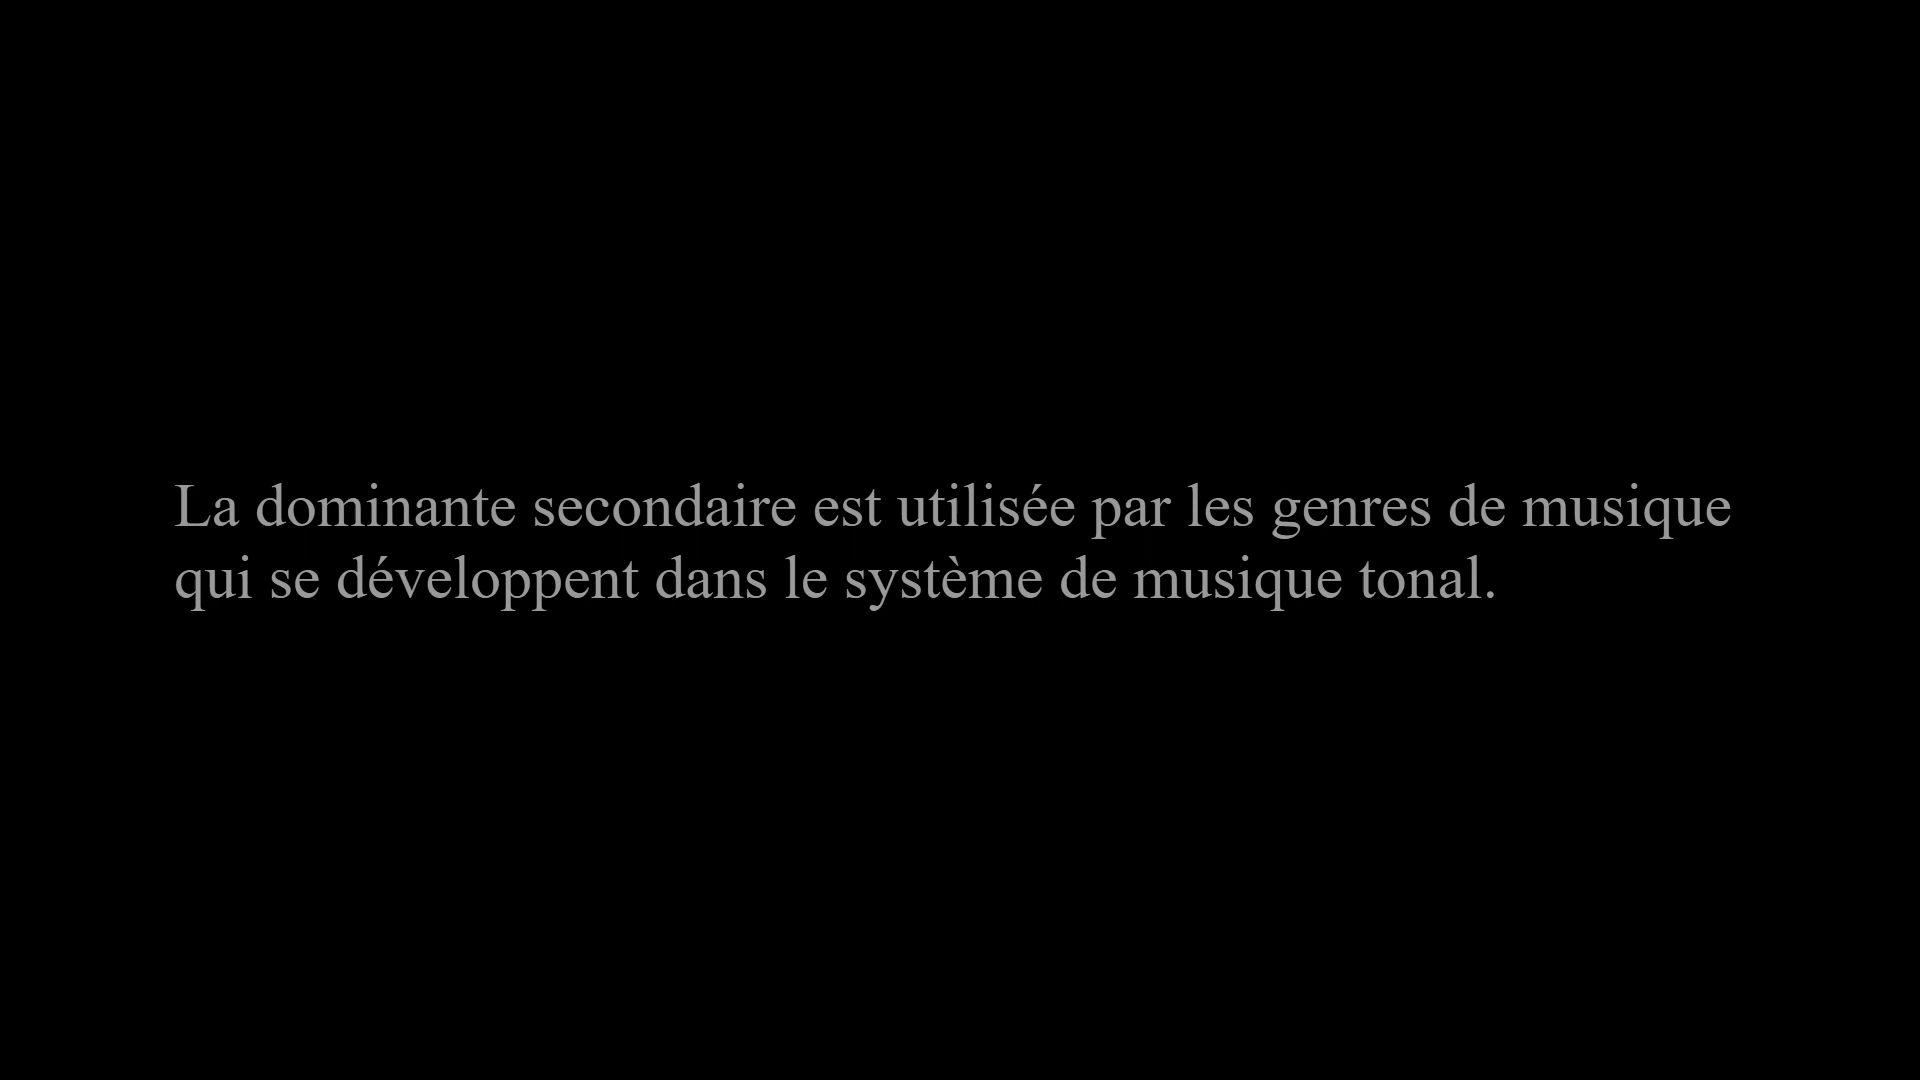 La dominante secondaire est utilisée par les genres de musique
qui se développent dans le système de musique tonal.